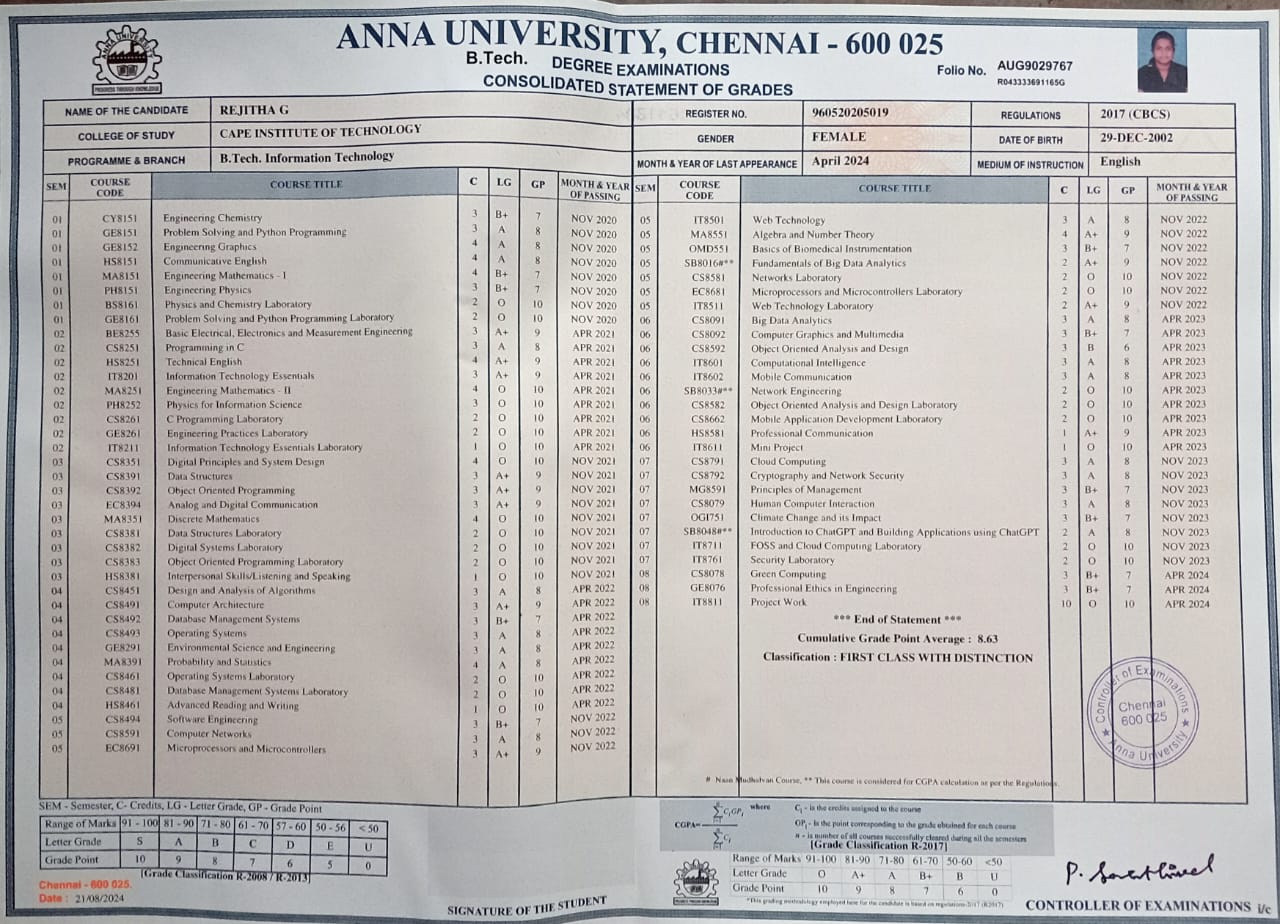 ANNA UNIVERSITY
PROGRESS THROUGH KNOWLEDGE
ANNA UNIVERSITY, CHENNAI - 600 025
B.Tech. DEGREE EXAMINATIONS
CONSOLIDATED STATEMENT OF GRADES
Folio No. AUG9029767
R043333691165G
NAME OF THE CANDIDATE REJITHA G REGISTER NO. 960520205019 REGULATIONS 2017 (CBCS)
COLLEGE OF STUDY CAPE INSTITUTE OF TECHNOLOGY GENDER FEMALE DATE OF BIRTH 29-DEC-2002
PROGRAMME & BRANCH B.Tech. Information Technology MONTH & YEAR OF LAST APPEARANCE April 2024 MEDIUM OF INSTRUCTION English
SEM COURSE CODE COURSE TITLE C LG GP MONTH & YEAR OF PASSING
01 CY8151 Engineering Chemistry 3 B+ 7 NOV 2020
01 GE8151 Problem Solving and Python Programming 3 A 8 NOV 2020
01 GE8152 Engineering Graphics 4 A 8 NOV 2020
01 HS8151 Communicative English 4 A 8 NOV 2020
01 MA8151 Engineering Mathematics - I 4 B+ 7 NOV 2020
01 PH8151 Engineering Physics 3 B+ 7 NOV 2020
01 BS8161 Physics and Chemistry Laboratory 2 O 10 NOV 2020
01 GE8161 Problem Solving and Python Programming Laboratory 2 O 10 NOV 2020
02 BE8255 Basic Electrical, Electronics and Measurement Engineering 3 A+ 9 APR 2021
02 CS8251 Programming in C 3 A 8 APR 2021
02 HS8251 Technical English 4 A+ 9 APR 2021
02 IT8201 Information Technology Essentials 3 A+ 9 APR 2021
02 MA8251 Engineering Mathematics - II 4 O 10 APR 2021
02 PH8252 Physics for Information Science 3 O 10 APR 2021
02 CS8261 C Programming Laboratory 2 O 10 APR 2021
02 GE8261 Engineering Practices Laboratory 2 O 10 APR 2021
02 IT8211 Information Technology Essentials Laboratory 1 O 10 APR 2021
03 CS8351 Digital Principles and System Design 4 O 10 NOV 2021
03 CS8391 Data Structures 3 A+ 9 NOV 2021
03 CS8392 Object Oriented Programming 3 A+ 9 NOV 2021
03 EC8394 Analog and Digital Communication 3 A+ 9 NOV 2021
03 MA8351 Discrete Mathematics 4 O 10 NOV 2021
03 CS8381 Data Structures Laboratory 2 O 10 NOV 2021
03 CS8382 Digital Systems Laboratory 2 O 10 NOV 2021
03 CS8383 Object Oriented Programming Laboratory 2 O 10 NOV 2021
03 HS8381 Interpersonal Skills/Listening and Speaking 1 O 10 NOV 2021
04 CS8451 Design and Analysis of Algorithms 3 A 8 APR 2022
04 CS8491 Computer Architecture 3 A+ 9 APR 2022
04 CS8492 Database Management Systems 3 B+ 7 APR 2022
04 CS8493 Operating Systems 3 A 8 APR 2022
04 GE8291 Environmental Science and Engineering 3 A 8 APR 2022
04 MA8391 Probability and Statistics 4 A 8 APR 2022
04 CS8461 Operating Systems Laboratory 2 O 10 APR 2022
04 CS8481 Database Management Systems Laboratory 2 O 10 APR 2022
04 HS8461 Advanced Reading and Writing 1 O 10 APR 2022
05 CS8494 Software Engineering 3 B+ 7 NOV 2022
05 CS8591 Computer Networks 3 A 8 NOV 2022
05 EC8691 Microprocessors and Microcontrollers 3 A+ 9 NOV 2022
SEM COURSE CODE COURSE TITLE C LG GP MONTH & YEAR OF PASSING
05 IT8501 Web Technology 3 A 8 NOV 2022
05 MA8551 Algebra and Number Theory 4 A+ 9 NOV 2022
05 OMD551 Basics of Biomedical Instrumentation 3 B+ 7 NOV 2022
05 SB8016#** Fundamentals of Big Data Analytics 2 A+ 9 NOV 2022
05 CS8581 Networks Laboratory 2 O 10 NOV 2022
05 EC8681 Microprocessors and Microcontrollers Laboratory 2 O 10 NOV 2022
05 IT8511 Web Technology Laboratory 2 A+ 9 NOV 2022
06 CS8091 Big Data Analytics 3 A 8 APR 2023
06 CS8092 Computer Graphics and Multimedia 3 B+ 7 APR 2023
06 CS8592 Object Oriented Analysis and Design 3 B 6 APR 2023
06 IT8601 Computational Intelligence 3 A 8 APR 2023
06 IT8602 Mobile Communication 3 A 8 APR 2023
06 SB8033#** Network Engineering 2 O 10 APR 2023
06 CS8582 Object Oriented Analysis and Design Laboratory 2 O 10 APR 2023
06 CS8662 Mobile Application Development Laboratory 2 O 10 APR 2023
06 HS8581 Professional Communication 1 A+ 9 APR 2023
06 IT8611 Mini Project 1 O 10 APR 2023
07 CS8791 Cloud Computing 3 A 8 NOV 2023
07 CS8792 Cryptography and Network Security 3 A 8 NOV 2023
07 MG8591 Principles of Management 3 B+ 7 NOV 2023
07 CS8079 Human Computer Interaction 3 A 8 NOV 2023
07 OGI751 Climate Change and its Impact 3 B+ 7 NOV 2023
07 SB8048#** Introduction to ChatGPT and Building Applications using ChatGPT 2 A 8 NOV 2023
07 IT8711 FOSS and Cloud Computing Laboratory 2 O 10 NOV 2023
07 IT8761 Security Laboratory 2 O 10 NOV 2023
08 CS8078 Green Computing 3 B+ 7 APR 2024
08 GE8076 Professional Ethics in Engineering 3 B+ 7 APR 2024
08 IT8811 Project Work 10 O 10 APR 2024
*** End of Statement ***
Cumulative Grade Point Average : 8.63
Classification : FIRST CLASS WITH DISTINCTION
Controller of Examinations
Chennai
600 025
Anna University
# Naan Mudhalvan Course, ** This course is considered for CGPA calculation as per the Regulations.
SEM - Semester, C- Credits, LG - Letter Grade, GP - Grade Point
Range of Marks 91 - 100 81 - 90 71 - 80 61 - 70 57 - 60 50 - 56 < 50
Letter Grade S A B C D E U
Grade Point 10 9 8 7 6 5 0
[Grade Classification R-2008 / R-2013]
Chennai - 600 025.
Date : 21/08/2024
SIGNATURE OF THE STUDENT
CGPA= where
Ci - is the credits assigned to the course
GPi - is the point corresponding to the grade obtained for each course
n - is number of all courses successfully cleared during all the semesters
[Grade Classification R-2017]
Range of Marks 91-100 81-90 71-80 61-70 50-60 <50
Letter Grade O A+ A B+ B U
Grade Point 10 9 8 7 6 0
*This grading methodology employed here for the candidate is based on regulations-2017 (R2017)
CONTROLLER OF EXAMINATIONS i/c